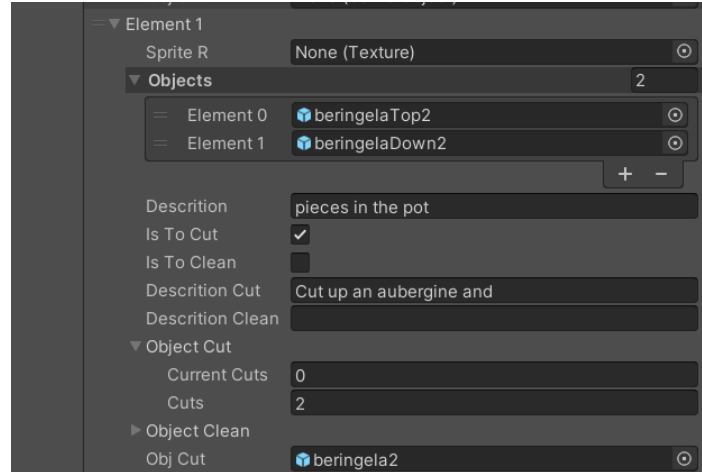 Element 1
Sprite R None (Texture)
Objects 2
Element 0 beringelaTop2
Element 1 beringelaDown2
+ −
Descrition pieces in the pot
Is To Cut
Is To Clean
Descrition Cut Cut up an aubergine and
Descrition Clean
Object Cut
Current Cuts 0
Cuts 2
Object Clean
Obj Cut beringela2